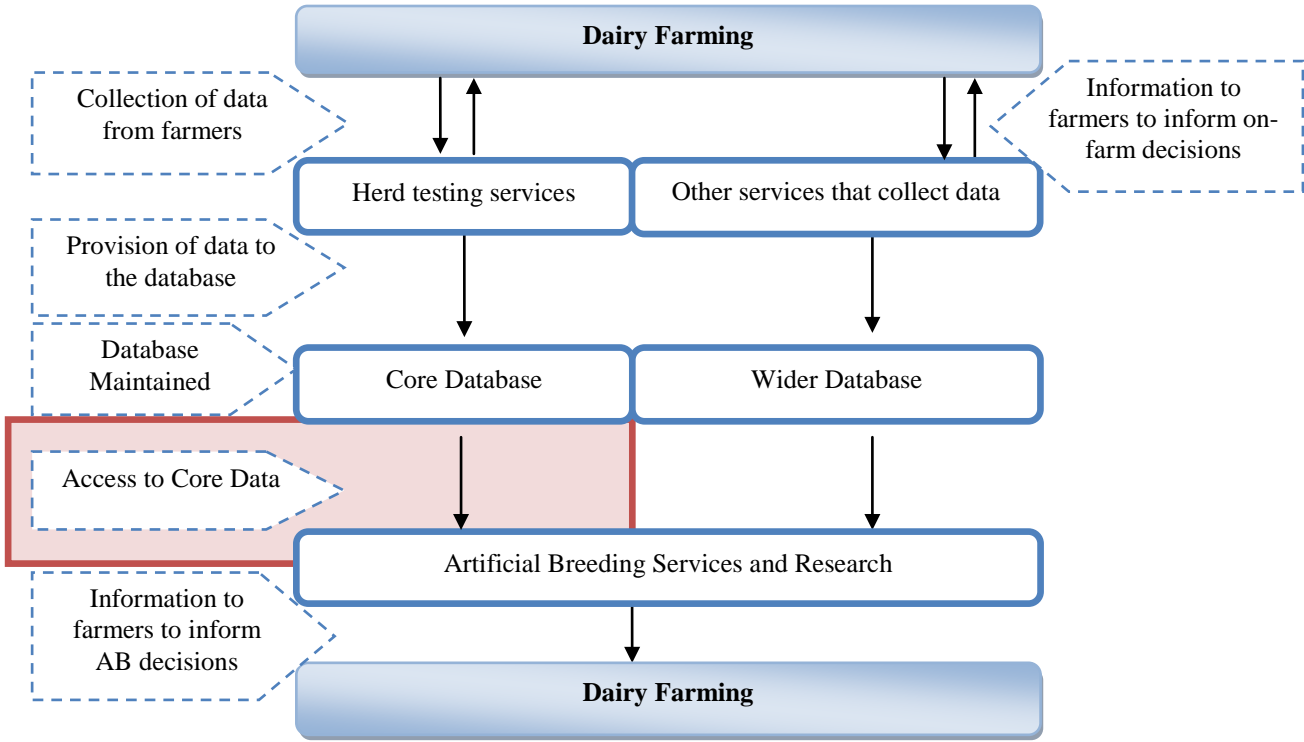 Dairy Farming
Collection of data
from farmers
Information to
farmers to inform on-
farm decisions
Herd testing services
Other services that collect data
Provision of data to
the database
Database
Maintained
Core Database
Wider Database
Access to Core Data
Artificial Breeding Services and Research
Information to
farmers to inform
AB decisions
Dairy Farming